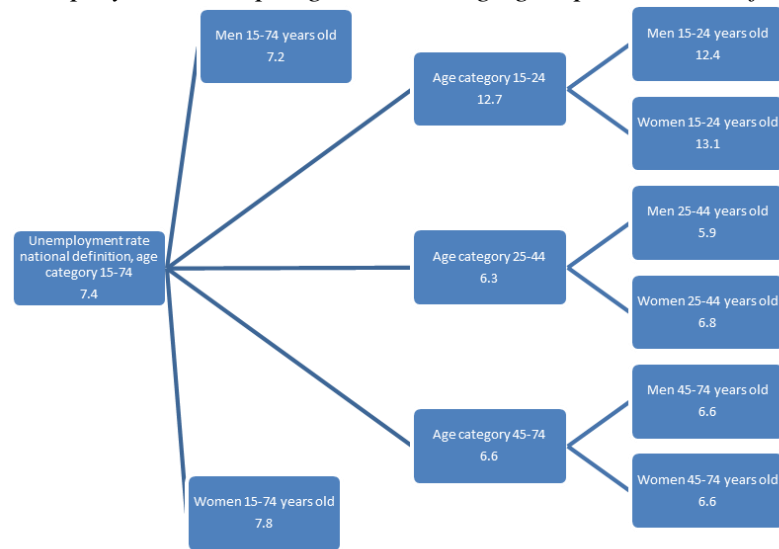 Men 15-74 years old
7.2
Age category 15-24
12.7
Men 15-24 years old
12.4
Women 15-24 years old
13.1
Unemployment rate
national definition, age
category 15-74
7.4
Age category 25-44
6.3
Men 25-44 years old
5.9
Women 25-44 years old
6.8
Age category 45-74
6.6
Men 45-74 years old
6.6
Women 45-74 years old
6.6
Women 15-74 years old
7.8